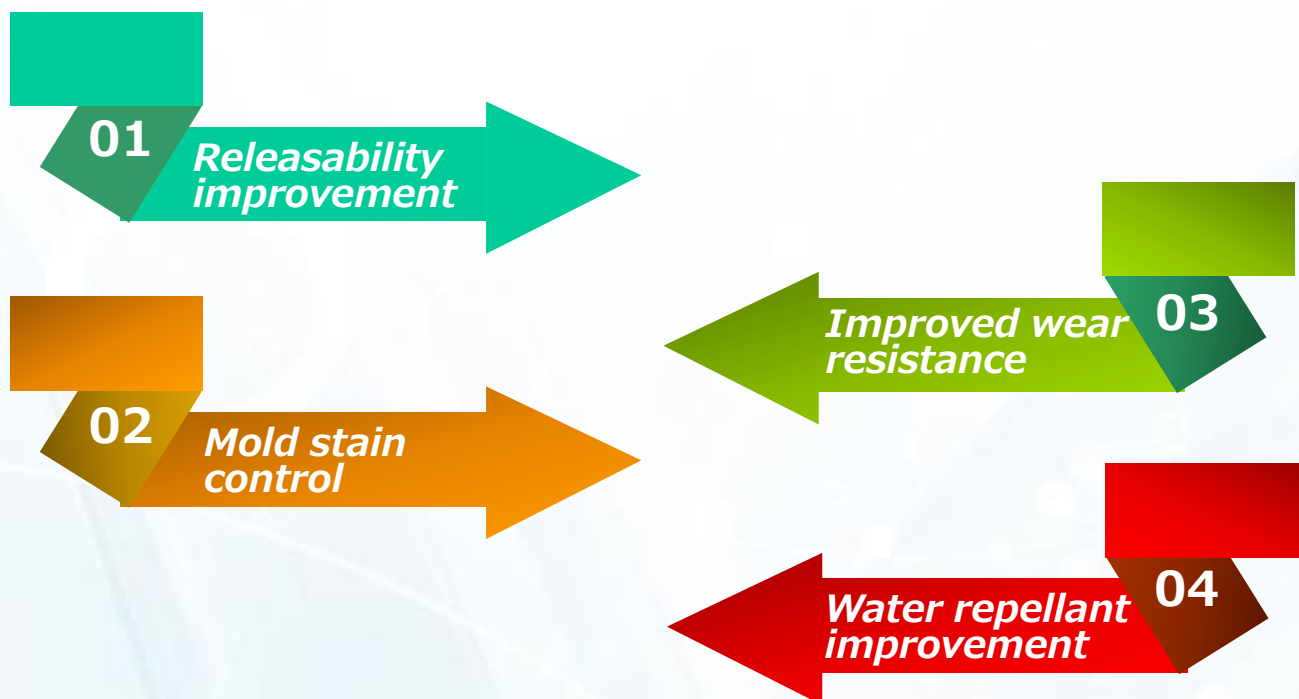 01
Releasability
improvement
02
Mold stain
control
03
Improved wear
resistance
04
Water repellant
improvement